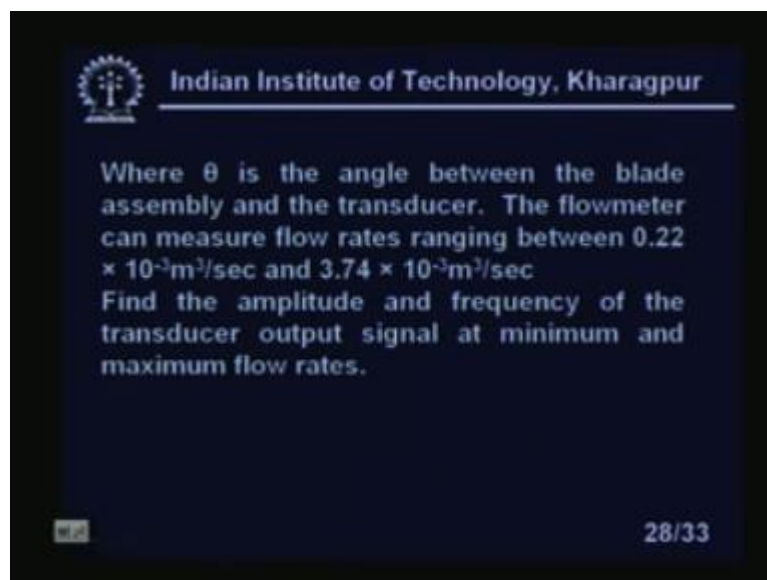 Indian Institute of Technology, Kharagpur
Where θ is the angle between the blade
assembly and the transducer. The flowmeter
can measure flow rates ranging between 0.22
× 10⁻³m³/sec and 3.74 × 10⁻³m³/sec
Find the amplitude and frequency of the
transducer output signal at minimum and
maximum flow rates.
28/33